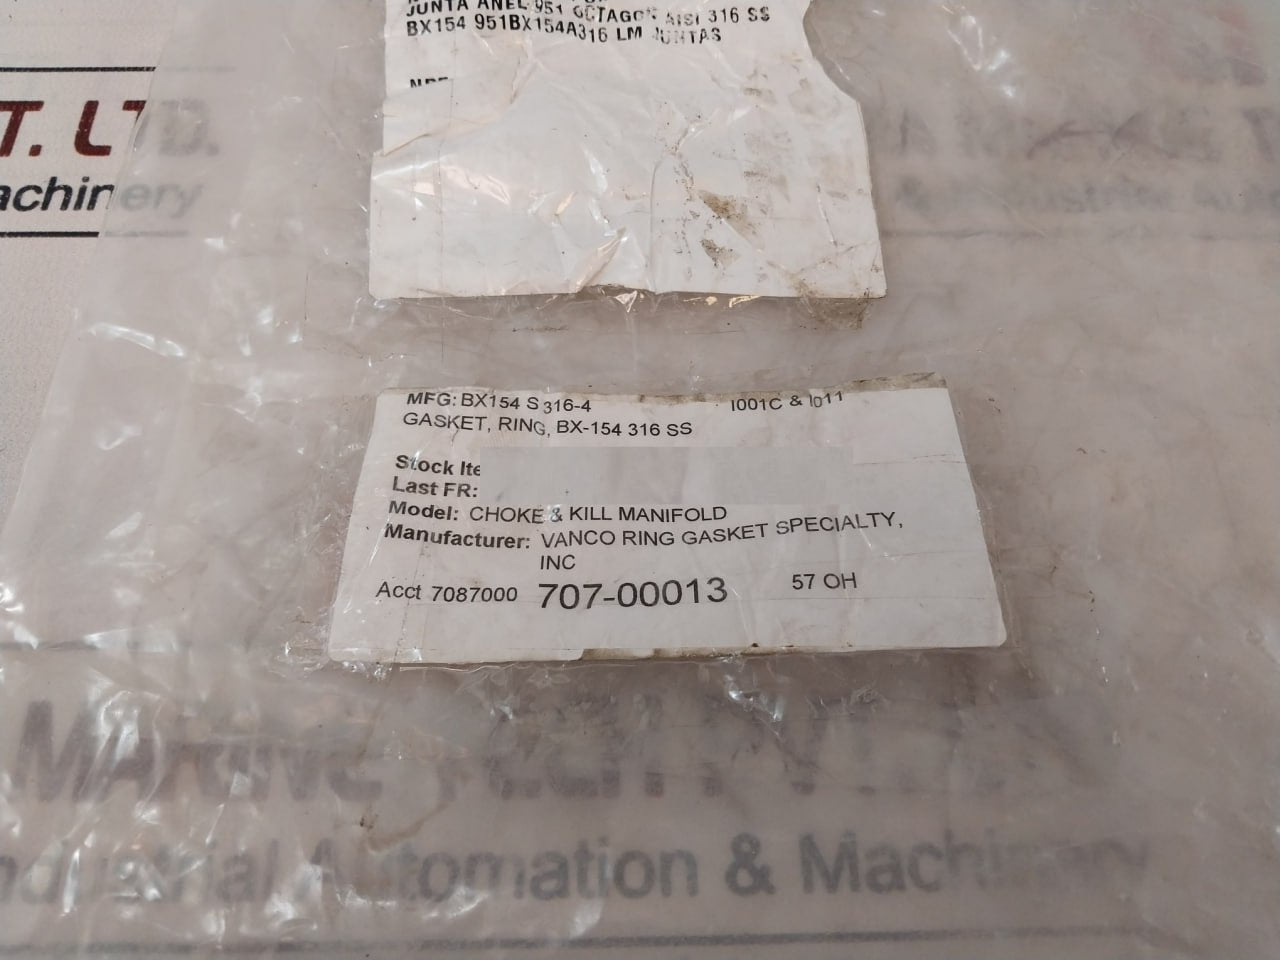 JUNTA ANEL 951 OCTAGON AISI 316 SS
BX154 951BX154A316 LM JUNTAS
T. LTD.
achinery
MFG: BX154 S 316-4 I001C & I011
GASKET, RING, BX-154 316 SS
Stock Ite
Last FR:
Model: CHOKE & KILL MANIFOLD
Manufacturer: VANCO RING GASKET SPECIALTY,
INC
Acct 7087000 707-00013 57 OH
MARINE
ndustrial Automation & Machinery